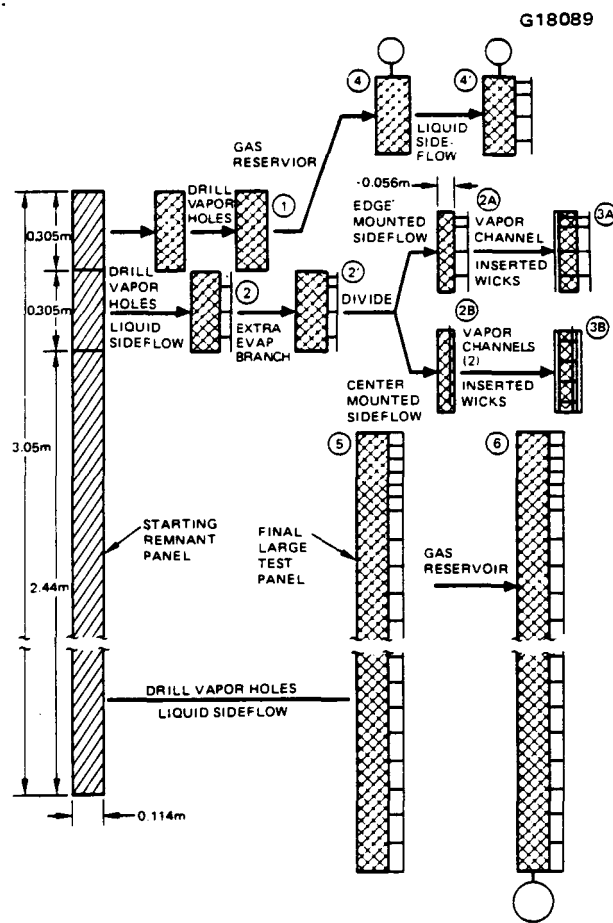 G18089
4
4'
GAS
RESERVIOR
LIQUID
SIDE-
FLOW
DRILL
VAPOR
HOLES
1
~0.056m
2A
EDGE
MOUNTED
SIDEFLOW
VAPOR
CHANNEL
INSERTED
WICKS
3A
0.305m
DRILL
VAPOR
HOLES
LIQUID
SIDEFLOW
2
EXTRA
EVAP
BRANCH
2'
DIVIDE
0.305m
2B
VAPOR
CHANNELS
(2)
INSERTED
WICKS
3B
CENTER
MOUNTED
SIDEFLOW
3.05m
5
6
STARTING
REMNANT
PANEL
FINAL
LARGE
TEST
PANEL
GAS
RESERVOIR
2.44m
DRILL VAPOR HOLES
LIQUID SIDEFLOW
0.114m